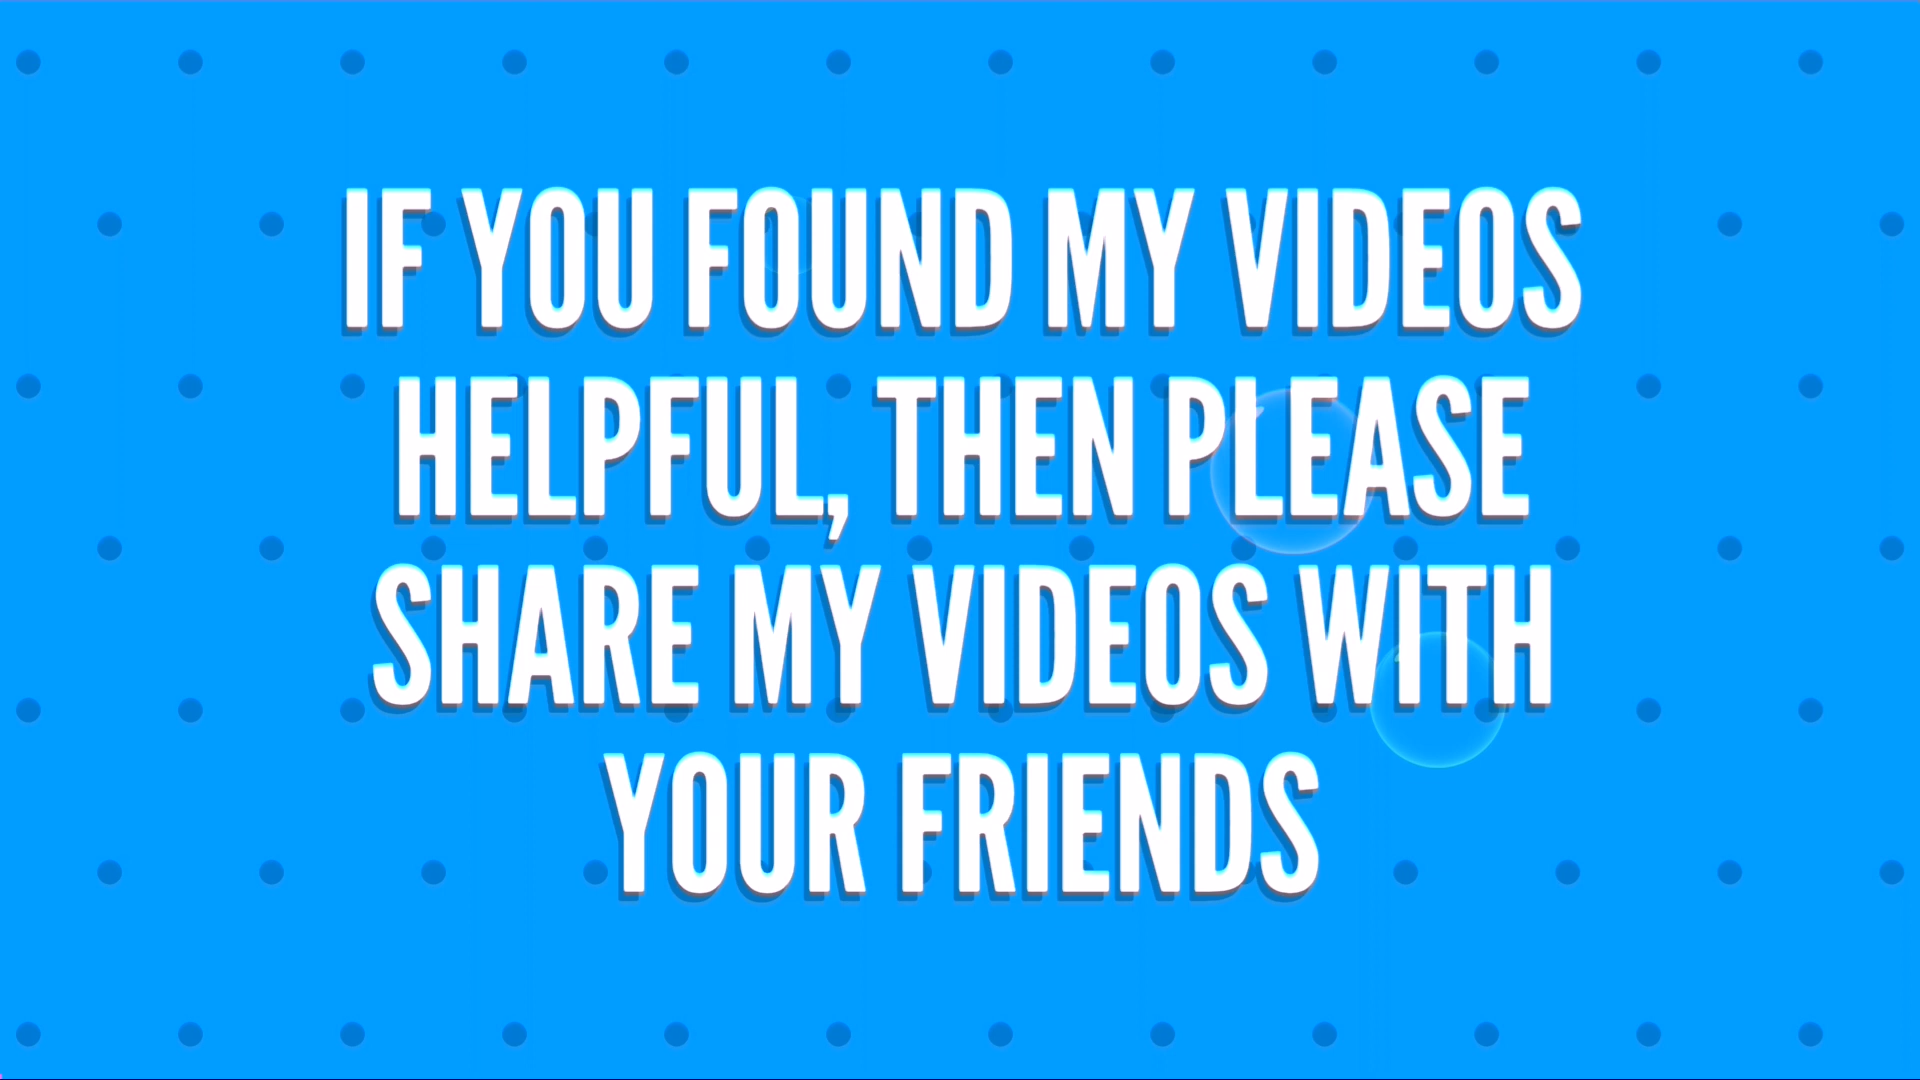 IF YOU FOUND MY VIDEOS
HELPFUL, THEN PLEASE
SHARE MY VIDEOS WITH
YOUR FRIENDS